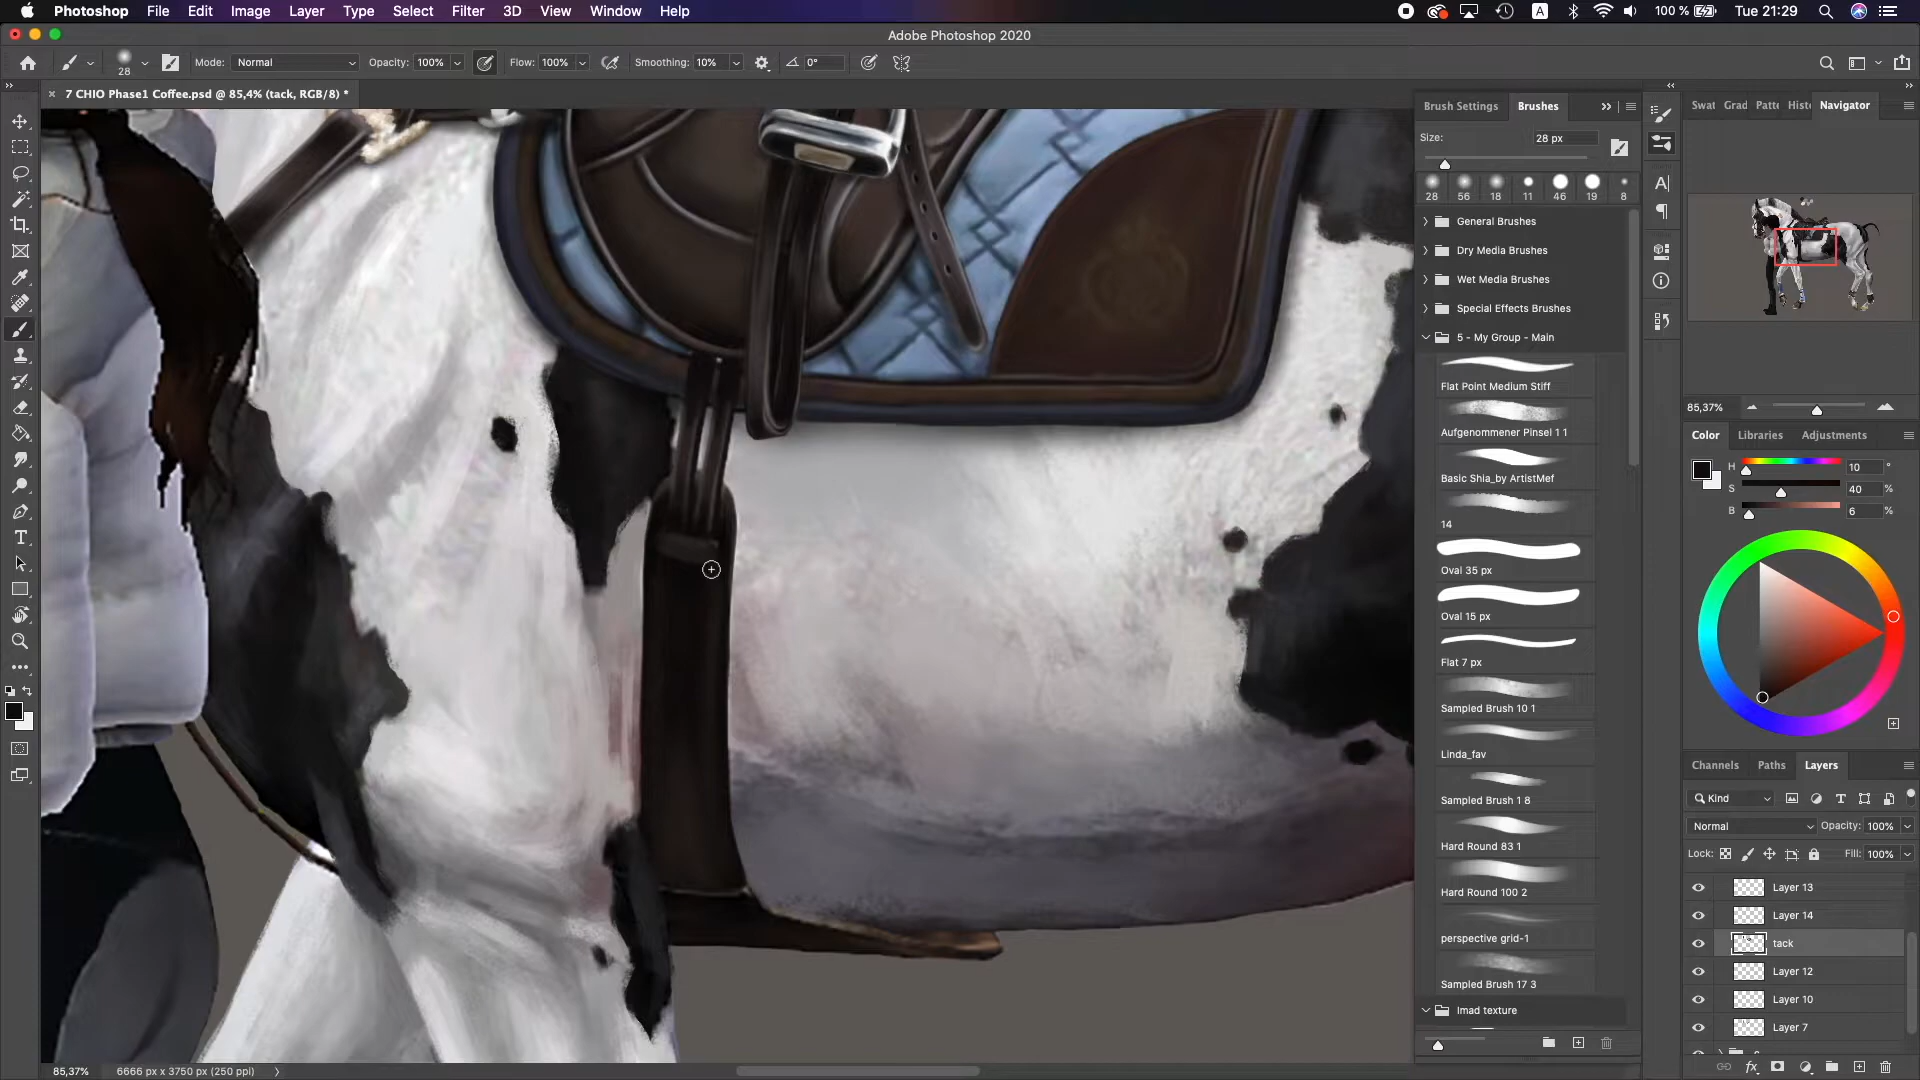 Photoshop File Edit Image Layer Type Select Filter 3D View Window Help
A 100 % Tue 21:29
Adobe Photoshop 2020
28 Mode: Normal Opacity: 100% Flow: 100% Smoothing: 10% 0°
7 CHIO Phase1 Coffee.psd @ 85,4% (tack, RGB/8) *
Brush Settings Brushes
Size: 28 px
28 56 18 11 46 19 8
General Brushes
Dry Media Brushes
Wet Media Brushes
Special Effects Brushes
5 - My Group - Main
Flat Point Medium Stiff
Aufgenommener Pinsel 1 1
Basic Shia_by ArtistMef
14
Oval 35 px
Oval 15 px
Flat 7 px
Sampled Brush 10 1
Linda_fav
Sampled Brush 1 8
Hard Round 83 1
Hard Round 100 2
perspective grid-1
Sampled Brush 17 3
Imad texture
Swat Grad Patte Histo Navigator
85,37%
Color Libraries Adjustments
H 10 °
S 40 %
B 6 %
Channels Paths Layers
Kind
Normal Opacity: 100%
Lock: Fill: 100%
Layer 13
Layer 14
tack
Layer 12
Layer 10
Layer 7
85,37% 6666 px x 3750 px (250 ppi)